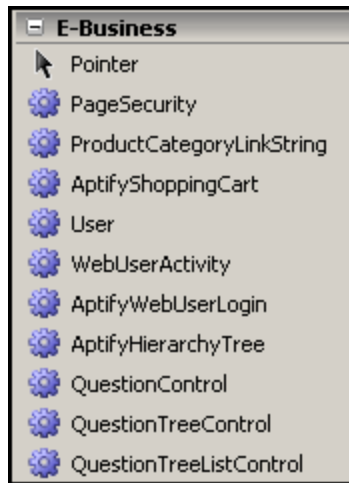 E-Business
Pointer
PageSecurity
ProductCategoryLinkString
AptifyShoppingCart
User
WebUserActivity
AptifyWebUserLogin
AptifyHierarchyTree
QuestionControl
QuestionTreeControl
QuestionTreeListControl